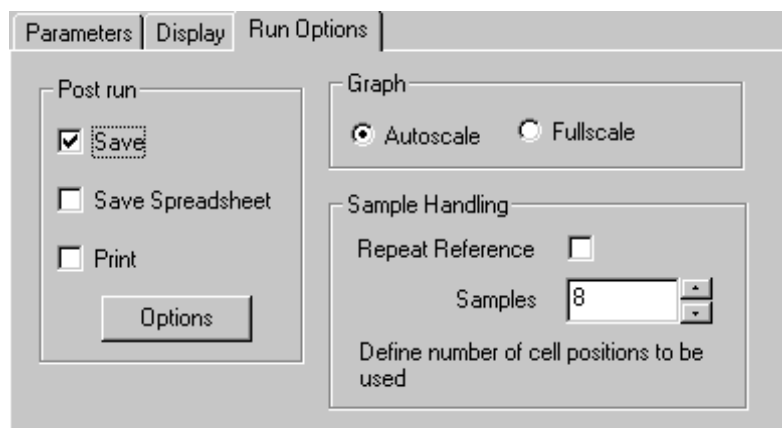 Parameters Display Run Options
Post run
Save
Save Spreadsheet
Print
Options
Graph
Autoscale Fullscale
Sample Handling
Repeat Reference
Samples 8
Define number of cell positions to be
used